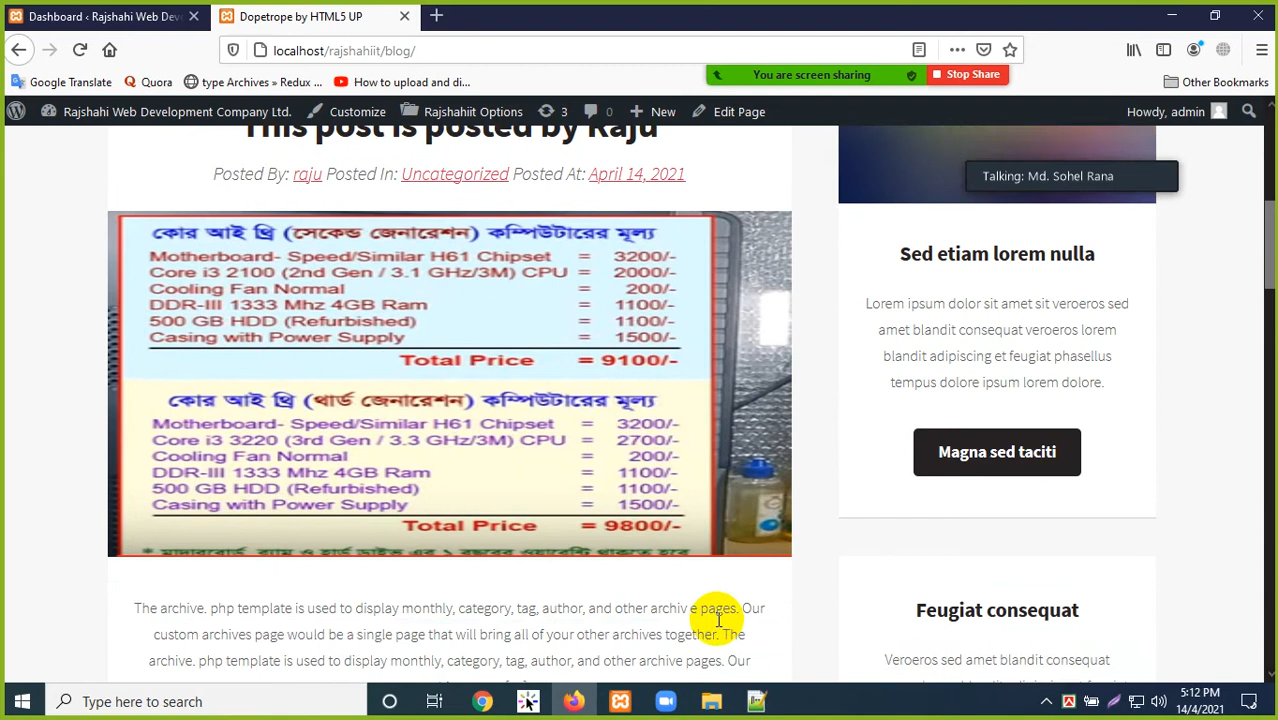 Dashboard ‹ Rajshahi Web Deve
Dopetrope by HTML5 UP
localhost/rajshahiit/blog/
Google Translate
Quora
type Archives ‹ Redux ...
How to upload and di...
You are screen sharing
Stop Share
Other Bookmarks
Rajshahi Web Development Company Ltd.
Customize
Rajshahiit Options
3
0
New
Edit Page
Howdy, admin
Talking: Md. Sohel Rana
This post is posted by Raju
Posted By: raju Posted In: Uncategorized Posted At: April 14, 2021
কোর আই থ্রি (সেকেন্ড জেনারেশন) কম্পিউটারের মূল্য
Motherboard- Speed/Similar H61 Chipset = 3200/-
Core i3 2100 (2nd Gen / 3.1 GHz/3M) CPU = 2000/-
Cooling Fan Normal = 200/-
DDR-III 1333 Mhz 4GB Ram = 1100/-
500 GB HDD (Refurbished) = 1100/-
Casing with Power Supply = 1500/-
Total Price = 9100/-
কোর আই থ্রি (থার্ড জেনারেশন) কম্পিউটারের মূল্য
Motherboard- Speed/Similar H61 Chipset = 3200/-
Core i3 3220 (3rd Gen / 3.3 GHz/3M) CPU = 2700/-
Cooling Fan Normal = 200/-
DDR-III 1333 Mhz 4GB Ram = 1100/-
500 GB HDD (Refurbished) = 1100/-
Casing with Power Supply = 1500/-
Total Price = 9800/-
* মাদারবোর্ড, র‍্যাম ও হার্ড ডাইভ এর ১ বছরের ওয়ারেন্টি থাকতে হবে
The archive. php template is used to display monthly, category, tag, author, and other archiv e pages. Our
custom archives page would be a single page that will bring all of your other archives together. The
archive. php template is used to display monthly, category, tag, author, and other archive pages. Our
Sed etiam lorem nulla
Lorem ipsum dolor sit amet sit veroeros sed
amet blandit consequat veroeros lorem
blandit adipiscing et feugiat phasellus
tempus dolore ipsum lorem dolore.
Magna sed taciti
Feugiat consequat
Veroeros sed amet blandit consequat
Type here to search
5:12 PM
14/4/2021